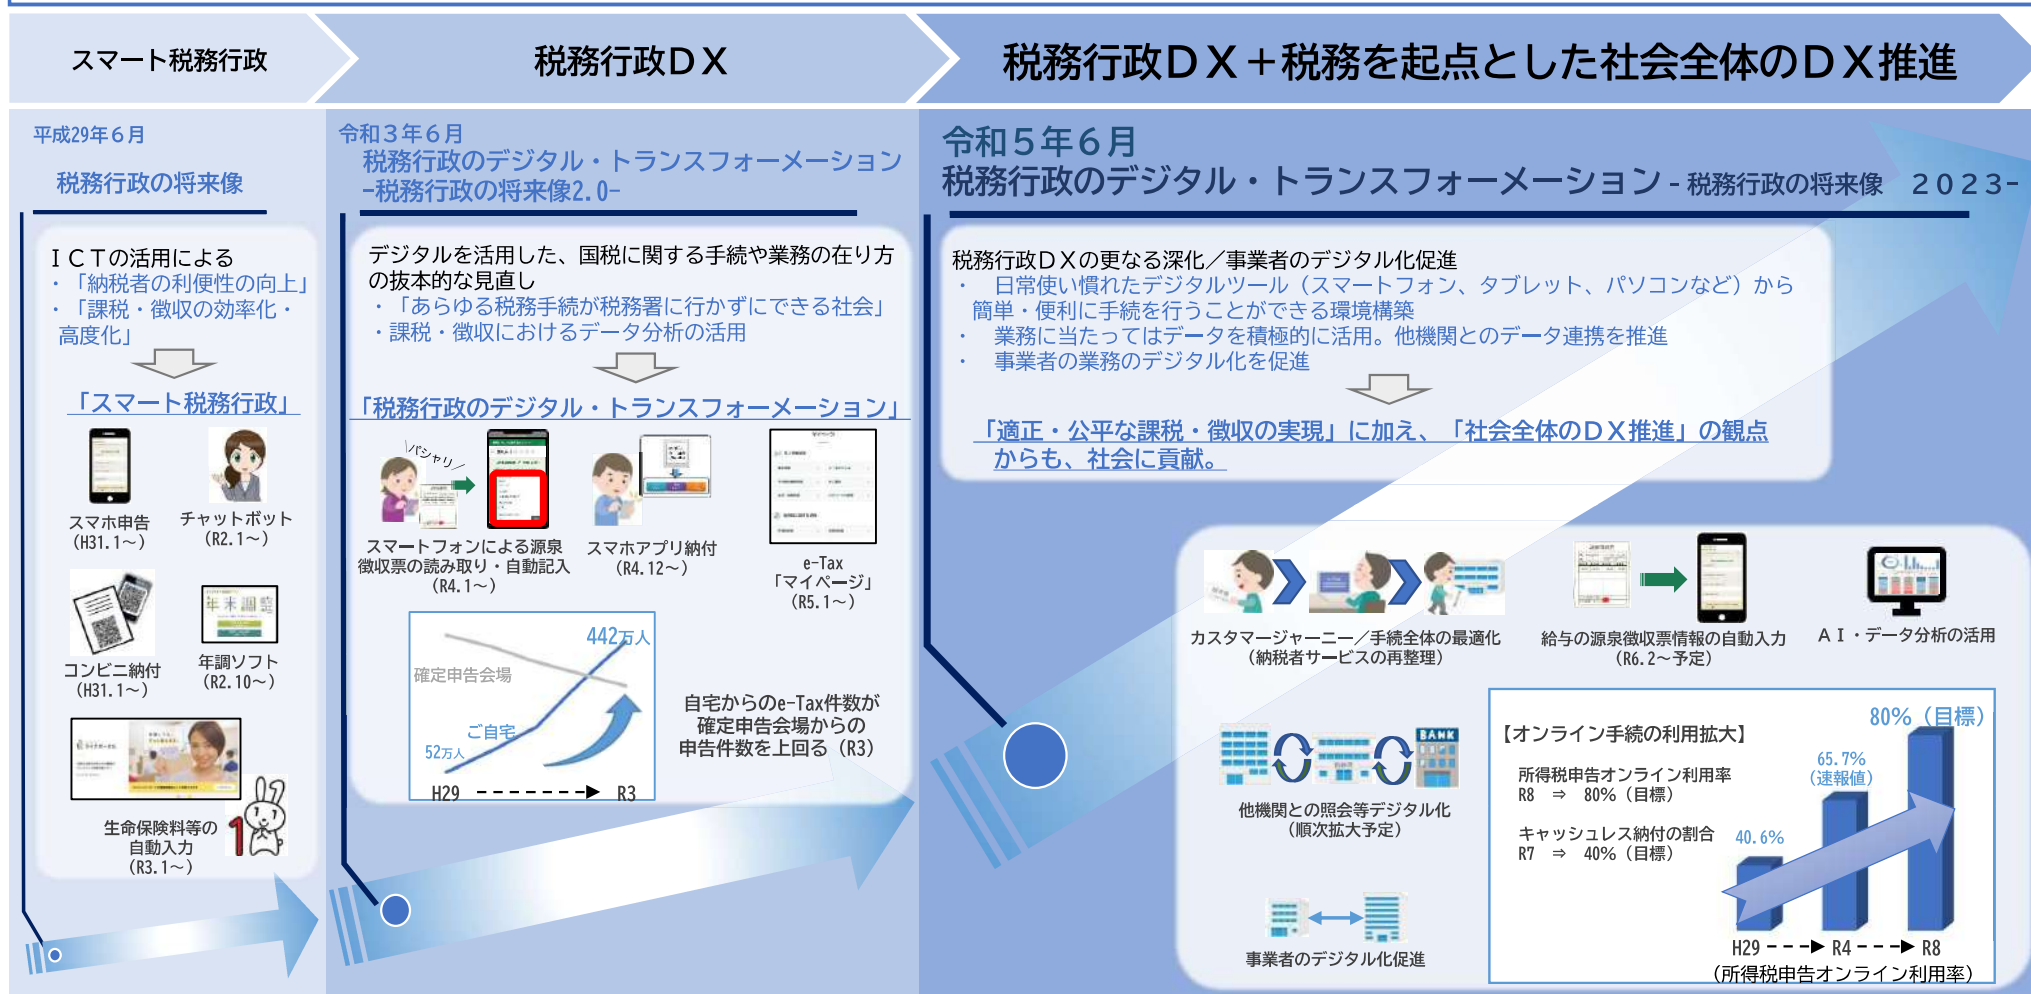 スマート税務行政
税務行政DX
税務行政DX+税務を起点とした社会全体のDX推進
平成29年6月
税務行政の将来像
ICTの活用による
・「納税者の利便性の向上」
・「課税・徴収の効率化・
高度化」
「スマート税務行政」
スマホ申告
(H31.1~)
チャットボット
(R2.1~)
コンビニ納付
(H31.1~)
年末調整
年調ソフト
(R2.10~)
生命保険料等の
自動入力
(R3.1~)
令和3年6月
税務行政のデジタル・トランスフォーメーション
-税務行政の将来像2.0-
デジタルを活用した、国税に関する手続や業務の在り方
の抜本的な見直し
・「あらゆる税務手続が税務署に行かずにできる社会」
・課税・徴収におけるデータ分析の活用
「税務行政のデジタル・トランスフォーメーション」
\パシャリ/
スマートフォンによる源泉
徴収票の読み取り・自動記入
(R4.1~)
スマホアプリ納付
(R4.12~)
マイページ
e-Tax
「マイページ」
(R5.1~)
442万人
確定申告会場
ご自宅
52万人
H29
R3
自宅からのe-Tax件数が
確定申告会場からの
申告件数を上回る(R3)
令和5年6月
税務行政のデジタル・トランスフォーメーション - 税務行政の将来像 2023-
税務行政DXの更なる深化/事業者のデジタル化促進
・ 日常使い慣れたデジタルツール(スマートフォン、タブレット、パソコンなど)から
簡単・便利に手続を行うことができる環境構築
・ 業務に当たってはデータを積極的に活用。他機関とのデータ連携を推進
・ 事業者の業務のデジタル化を促進
「適正・公平な課税・徴収の実現」に加え、「社会全体のDX推進」の観点
からも、社会に貢献。
カスタマージャーニー/手続全体の最適化
(納税者サービスの再整理)
給与の源泉徴収票情報の自動入力
(R6.2~予定)
AI・データ分析の活用
BANK
他機関との照会等デジタル化
(順次拡大予定)
事業者のデジタル化促進
【オンライン手続の利用拡大】
所得税申告オンライン利用率
R8 ⇒ 80%(目標)
キャッシュレス納付の割合
R7 ⇒ 40%(目標)
40.6%
65.7%
(速報値)
80%(目標)
H29
R4
R8
(所得税申告オンライン利用率)